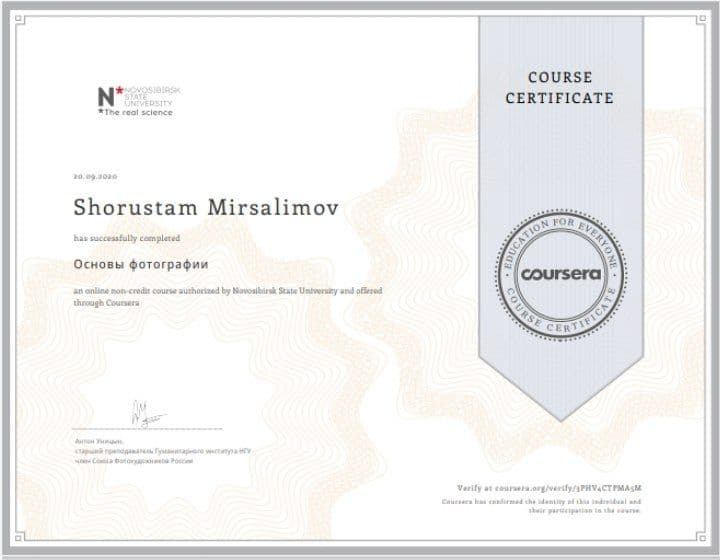 COURSE
CERTIFICATE
N*
NOVOSIBIRSK
STATE
UNIVERSITY
*The real science
20.09.2020
Shorustam Mirsalimov
has successfully completed
Основы фотографии
an online non-credit course authorized by Novosibirsk State University and offered
through Coursera
EDUCATION FOR EVERYONE
coursera
COURSE CERTIFICATE
Антон Уницын,
старший преподаватель Гуманитарного института НГУ
член Союза Фотохудожников России
Verify at coursera.org/verify/3PHV4CTPMA5M
Coursera has confirmed the identity of this individual and
their participation in the course.